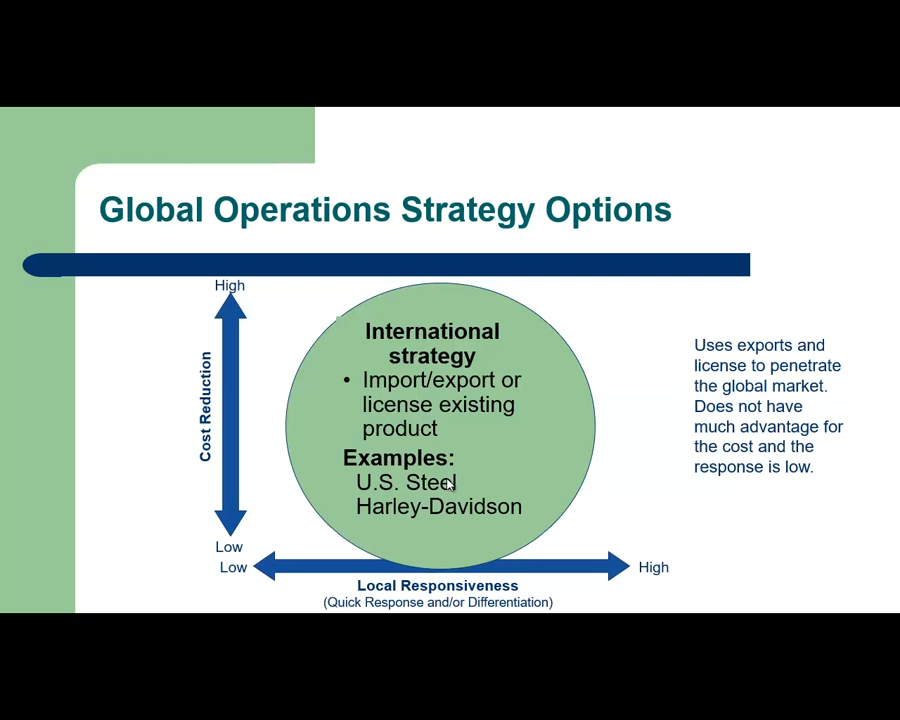 Global Operations Strategy Options
High
Cost Reduction
International
strategy
• Import/export or
license existing
product
Examples:
U.S. Steel
Harley-Davidson
Uses exports and
license to penetrate
the global market.
Does not have
much advantage for
the cost and the
response is low.
Low
Low
High
Local Responsiveness
(Quick Response and/or Differentiation)